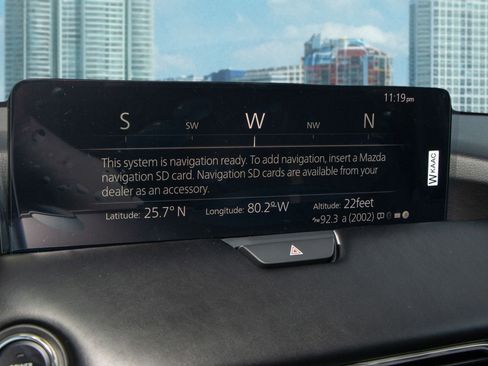 11:19pm
S SW W NW N
This system is navigation ready. To add navigation, insert a Mazda
navigation SD card. Navigation SD cards are available from your
dealer as an accessory.
Latitude: 25.7° N Longitude: 80.2° W Altitude: 22feet
92.3 a (2002)
W KAAC